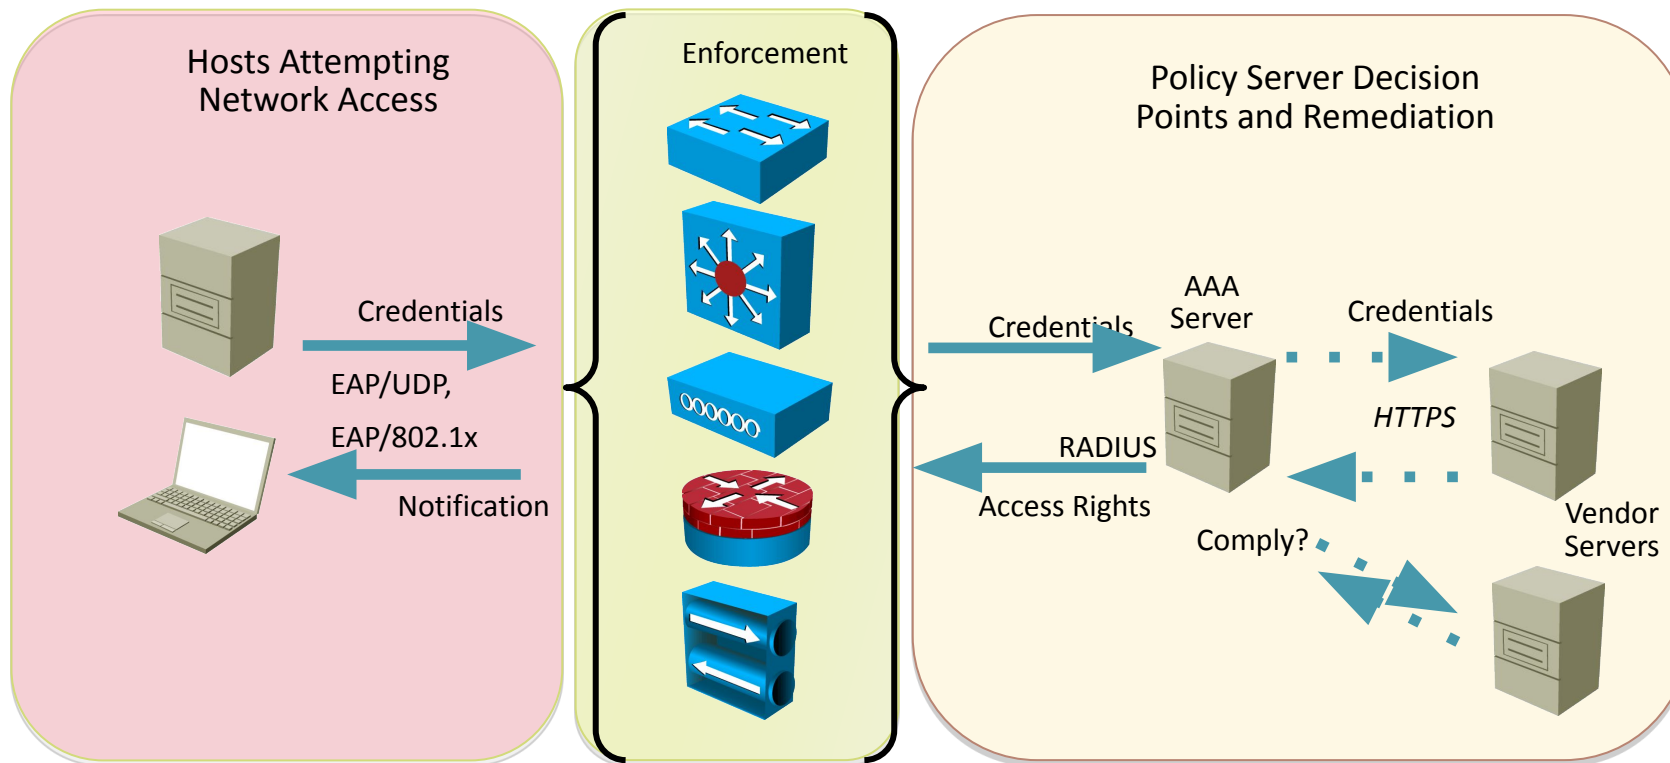 Hosts Attempting
Network Access
Credentials
EAP/UDP,
EAP/802.1x
Notification
Enforcement
Policy Server Decision
Points and Remediation
Credentials
RADIUS
Access Rights
AAA
Server
Credentials
HTTPS
Comply?
Vendor
Servers